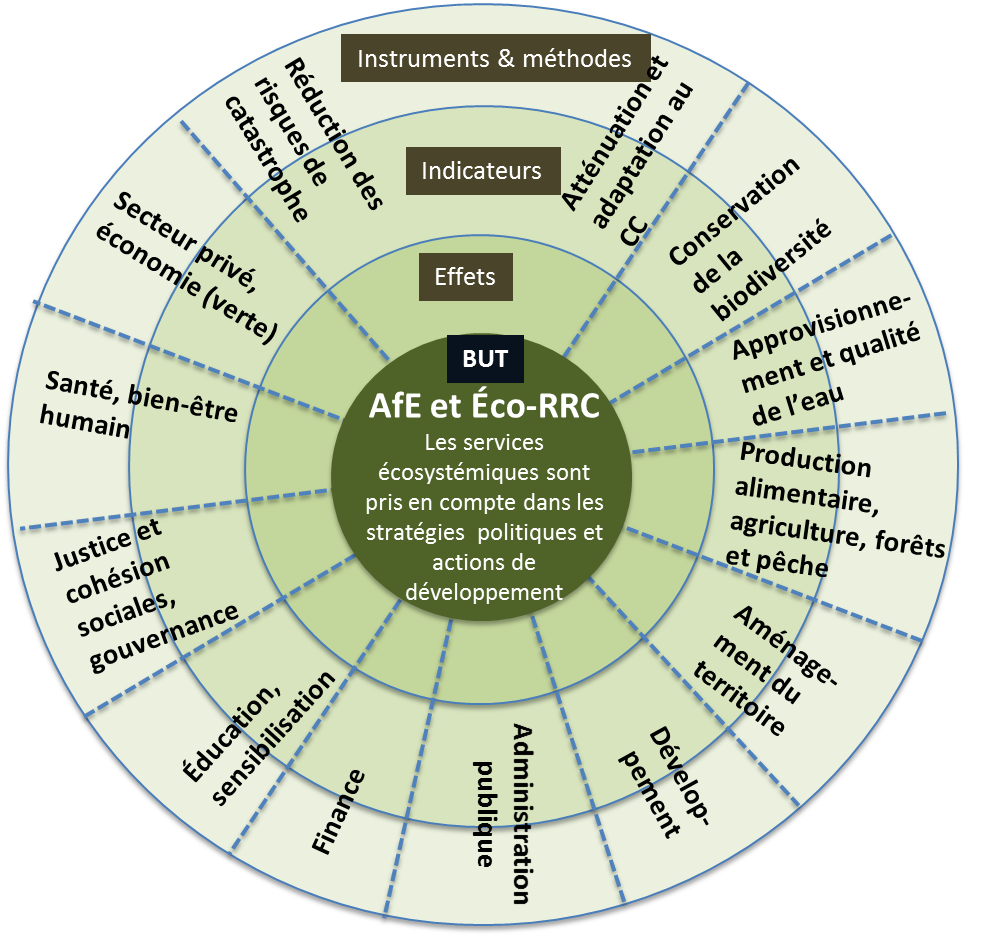 Instruments & méthodes
Indicateurs
Effets
BUT
AfE et Éco-RRC
Les services
écosystémiques sont
pris en compte dans les
stratégies politiques et
actions de
développement
Réduction des
risques de
catastrophe
Atténuation et
adaptation au
CC
Conservation
de la
biodiversité
Approvisionne-
ment et qualité
de l’eau
Production
alimentaire,
agriculture, forêts
et pêche
Aménage-
ment du
territoire
Dévelop-
pement
Administration
publique
Finance
Éducation,
sensibilisation
Justice et
cohésion
sociales,
gouvernance
Santé, bien-être
humain
Secteur privé,
économie (verte)